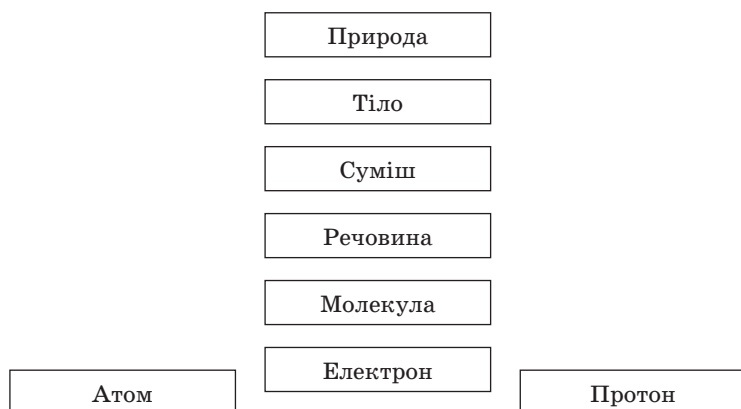 Природа
Тіло
Суміш
Речовина
Молекула
Електрон
Атом
Протон